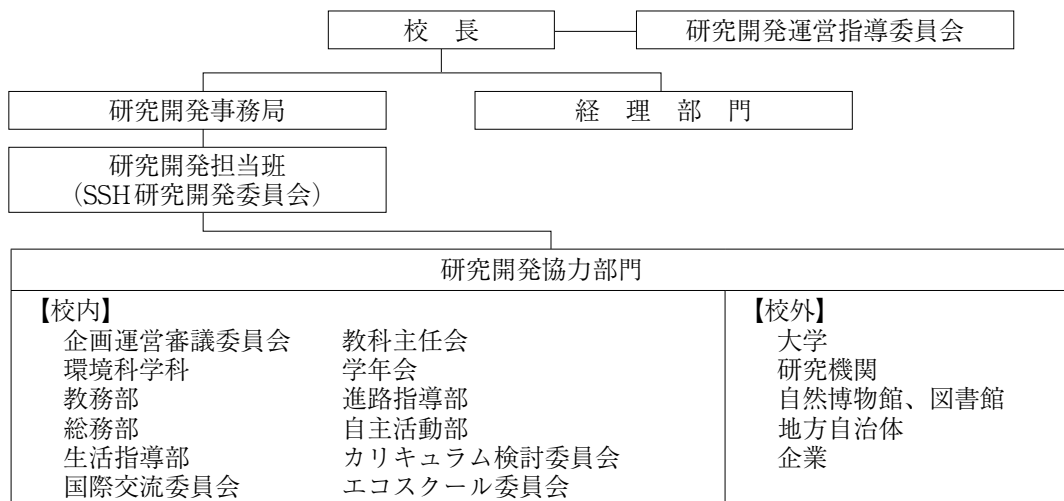 校 長
研究開発運営指導委員会
研究開発事務局
経 理 部 門
研究開発担当班
(SSH研究開発委員会)
研究開発協力部門
【校内】
企画運営審議委員会 教科主任会
環境科学科 学年会
教務部 進路指導部
総務部 自主活動部
生活指導部 カリキュラム検討委員会
国際交流委員会 エコスクール委員会
【校外】
大学
研究機関
自然博物館、図書館
地方自治体
企業